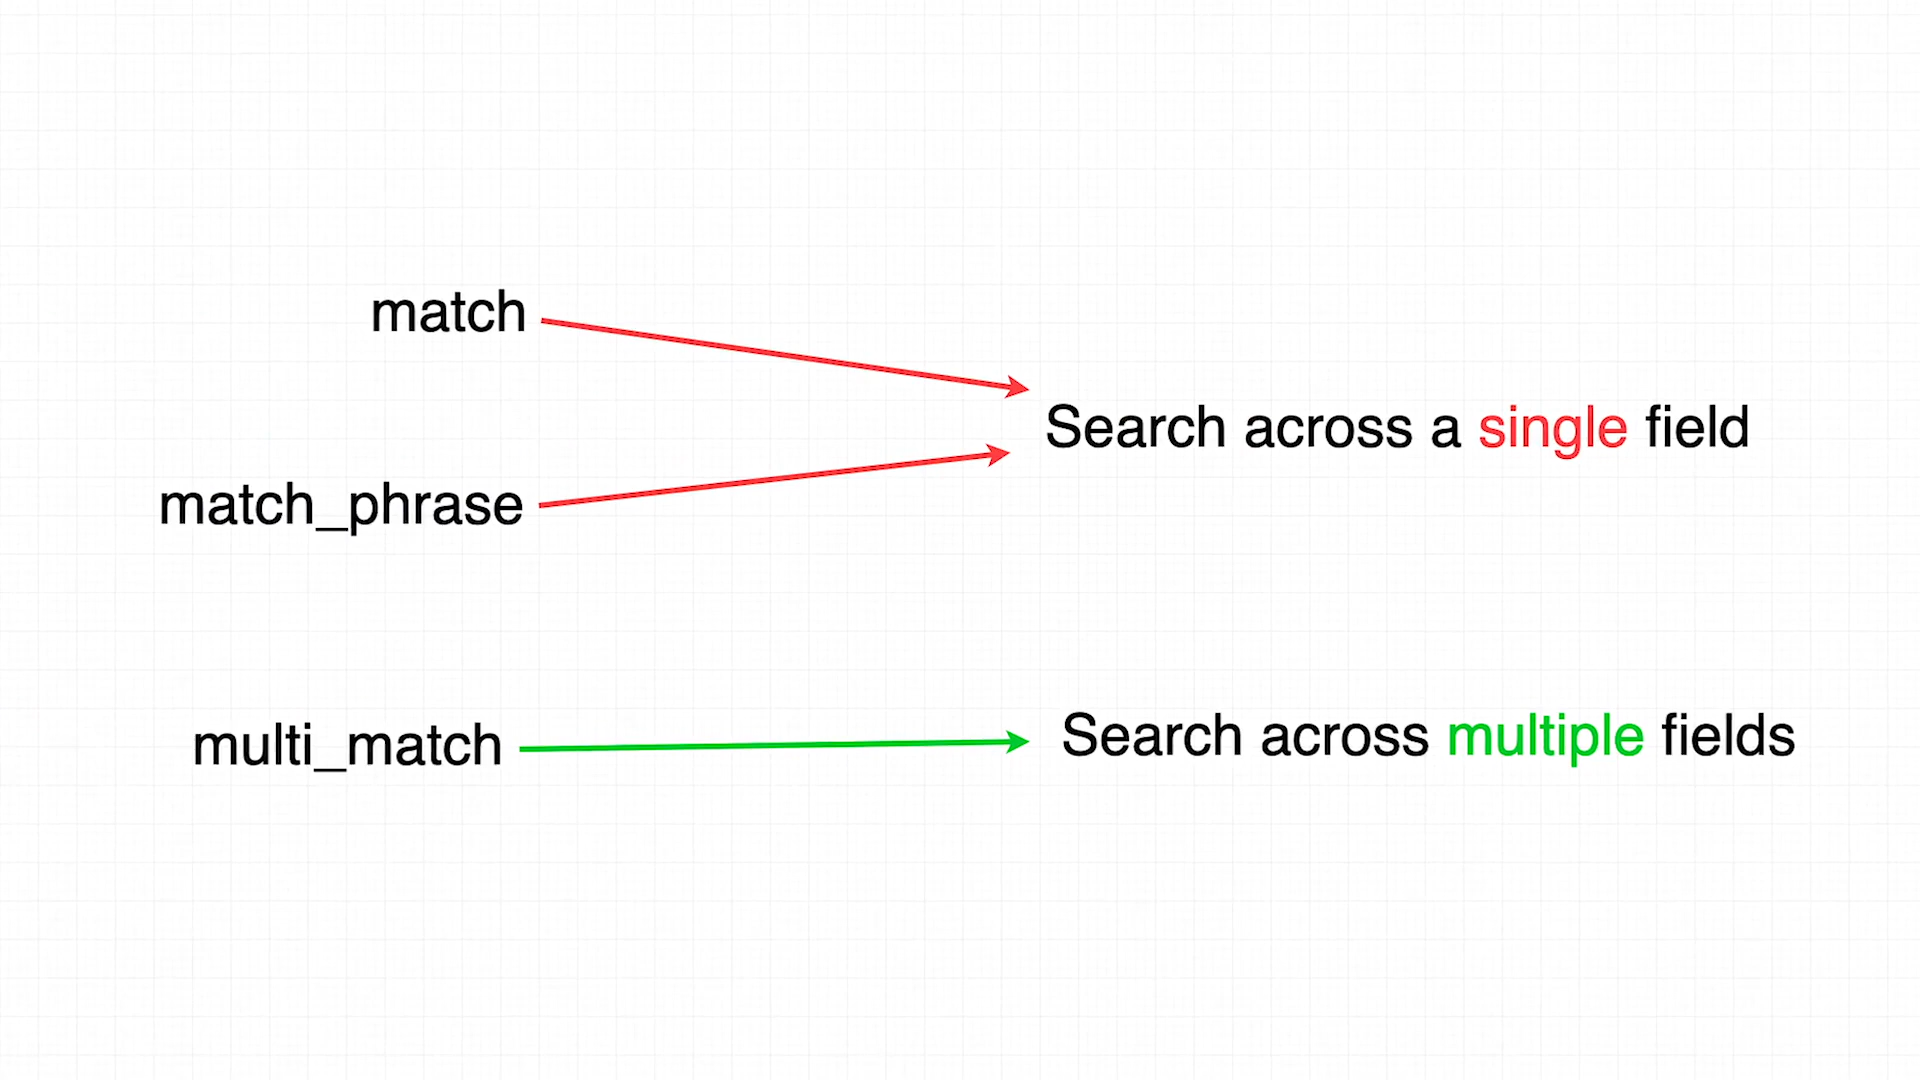 match
Search across a single field
match_phrase
multi_match
Search across multiple fields